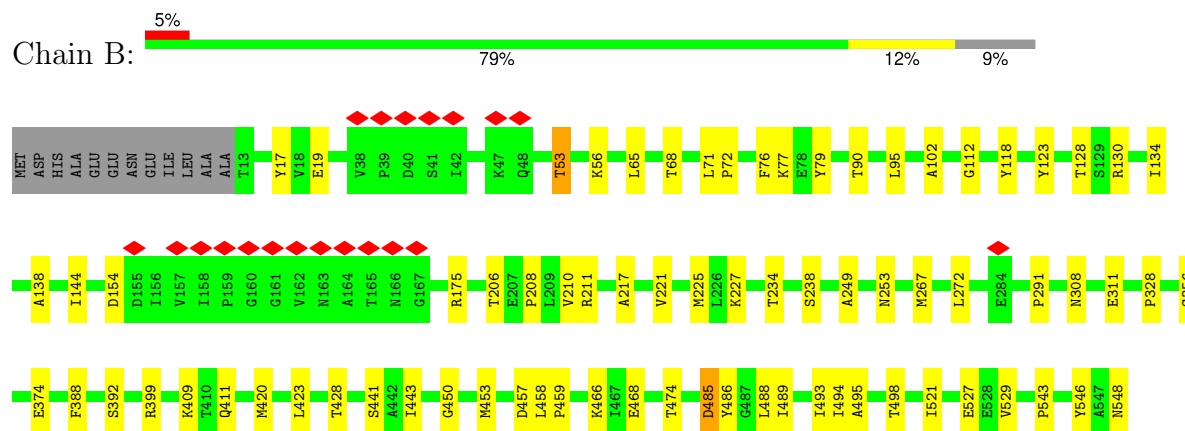 5%
Chain B:
79% 12% 9%
MET ASP HIS ALA GLU GLU ASN GLU ILE LEU ALA ALA T13 Y17 V18 E19 V38 P39 D40 S41 I42 K47 Q48 T53 K56 L65 T68 L71 P72 F76 K77 E78 Y79 T90 L95 A102 G112 Y118 Y123 T128 S129 R130 I134
A138 I144 D154 D155 I156 V157 I158 P159 G160 G161 V162 N163 A164 T165 N166 G167 R175 T206 E207 P208 L209 V210 R211 A217 V221 M225 L226 K227 T234 S238 A249 N253 M267 L272 E284 P291 N308 E311 P328
E374 F388 S392 R399 K409 T410 Q411 M420 L423 T428 S441 A442 I443 G450 M453 D457 L458 P459 K466 I467 E468 T474 D485 Y486 G487 L488 I489 I493 I494 A495 T498 I521 E527 E528 V529 P543 Y546 A547 N548